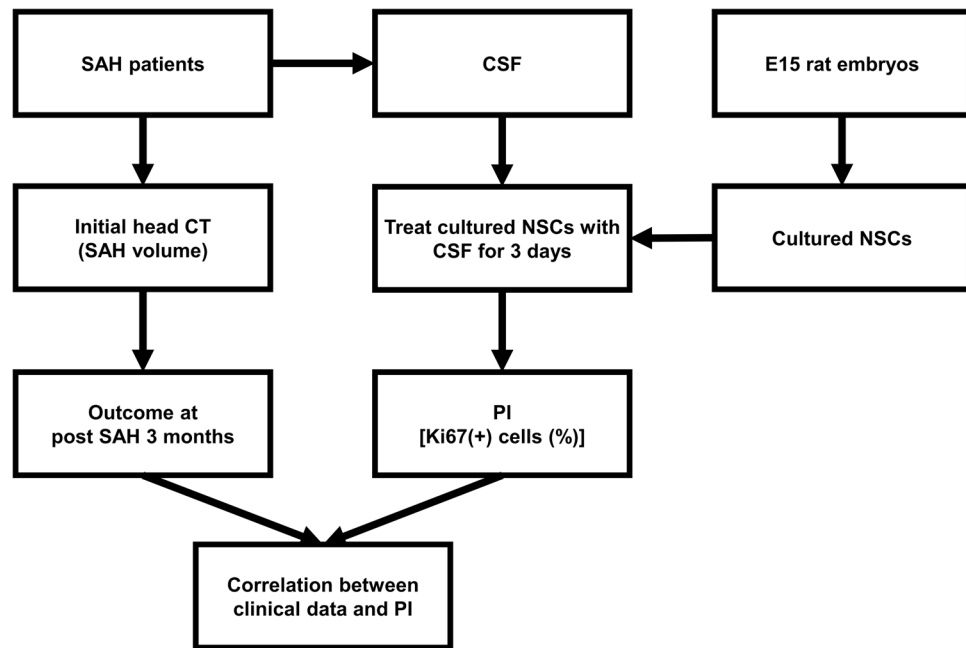 SAH patients
CSF
E15 rat embryos
Initial head CT
(SAH volume)
Treat cultured NSCs with
CSF for 3 days
Cultured NSCs
Outcome at
post SAH 3 months
PI
[Ki67(+) cells (%)]
Correlation between
clinical data and PI